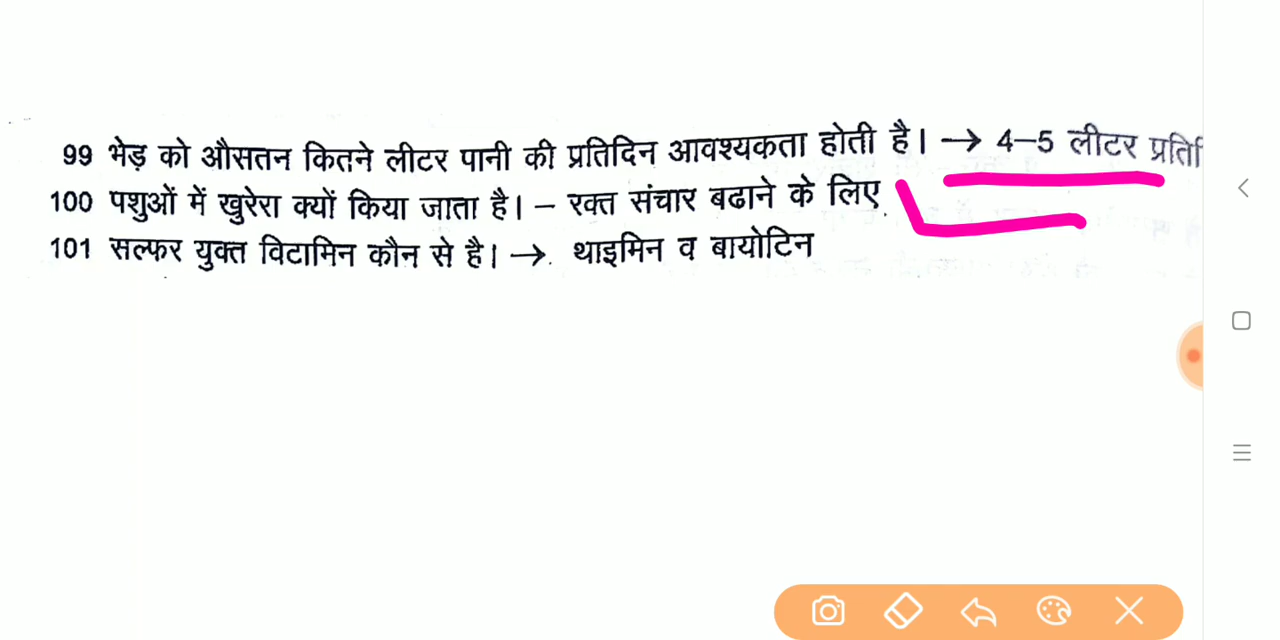 99 भेड़ को औसतन कितने लीटर पानी की प्रतिदिन आवश्यकता होती है। → 4–5 लीटर
100 पशुओं में खुरेरा क्यों किया जाता है। – रक्त संचार बढाने के लिए
101 सल्फर युक्त विटामिन कौन से है। → थाइमिन व बायोटिन